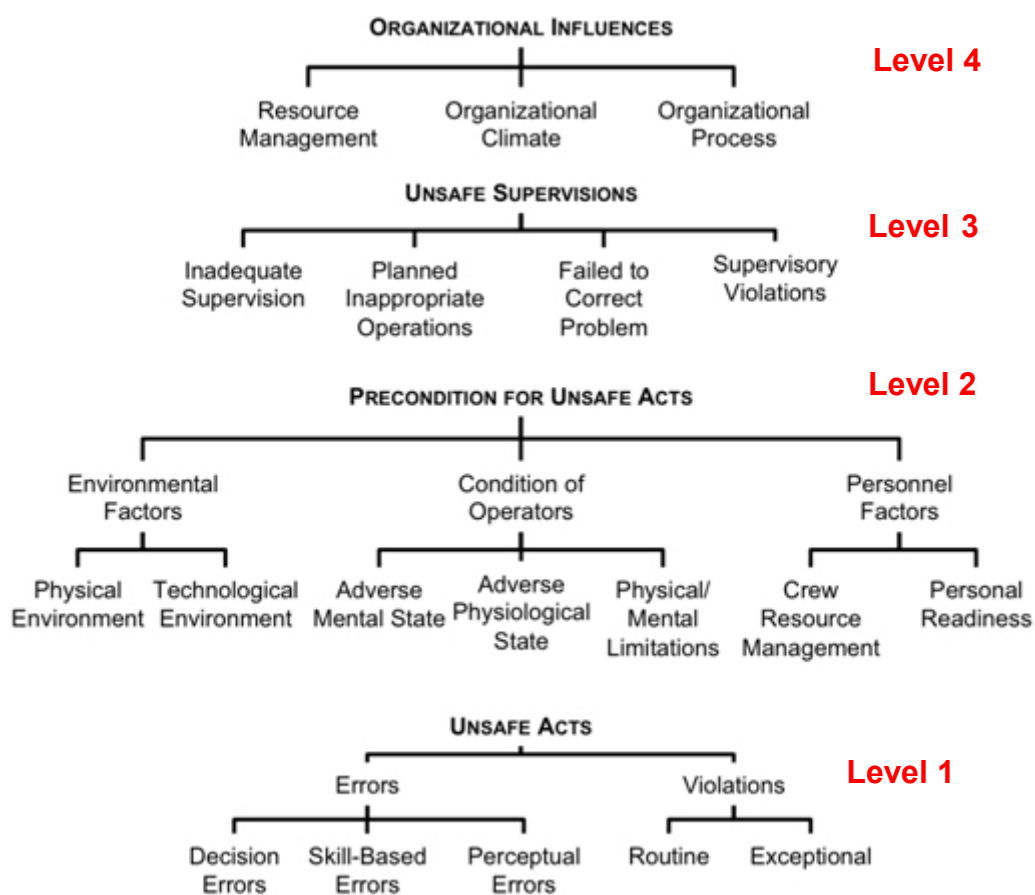 ORGANIZATIONAL INFLUENCES
Level 4
Resource Management
Organizational Climate
Organizational Process
UNSAFE SUPERVISIONS
Level 3
Inadequate Supervision
Planned Inappropriate Operations
Failed to Correct Problem
Supervisory Violations
Level 2
PRECONDITION FOR UNSAFE ACTS
Environmental Factors
Condition of Operators
Personnel Factors
Physical Environment
Technological Environment
Adverse Mental State
Adverse Physiological State
Physical/ Mental Limitations
Crew Resource Management
Personal Readiness
UNSAFE ACTS
Level 1
Errors
Violations
Decision Errors
Skill-Based Errors
Perceptual Errors
Routine
Exceptional